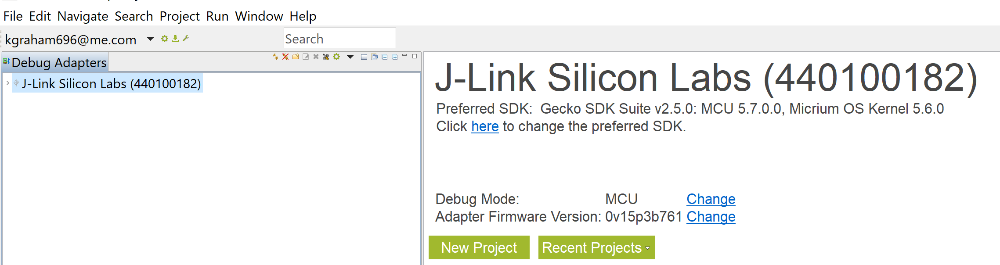 File Edit Navigate Search Project Run Window Help
kgraham696@me.com
Search
Debug Adapters
J-Link Silicon Labs (440100182)
J-Link Silicon Labs (440100182)
Preferred SDK: Gecko SDK Suite v2.5.0: MCU 5.7.0.0, Micrium OS Kernel 5.6.0
Click here to change the preferred SDK.
Debug Mode: MCU Change
Adapter Firmware Version: 0v15p3b761 Change
New Project Recent Projects